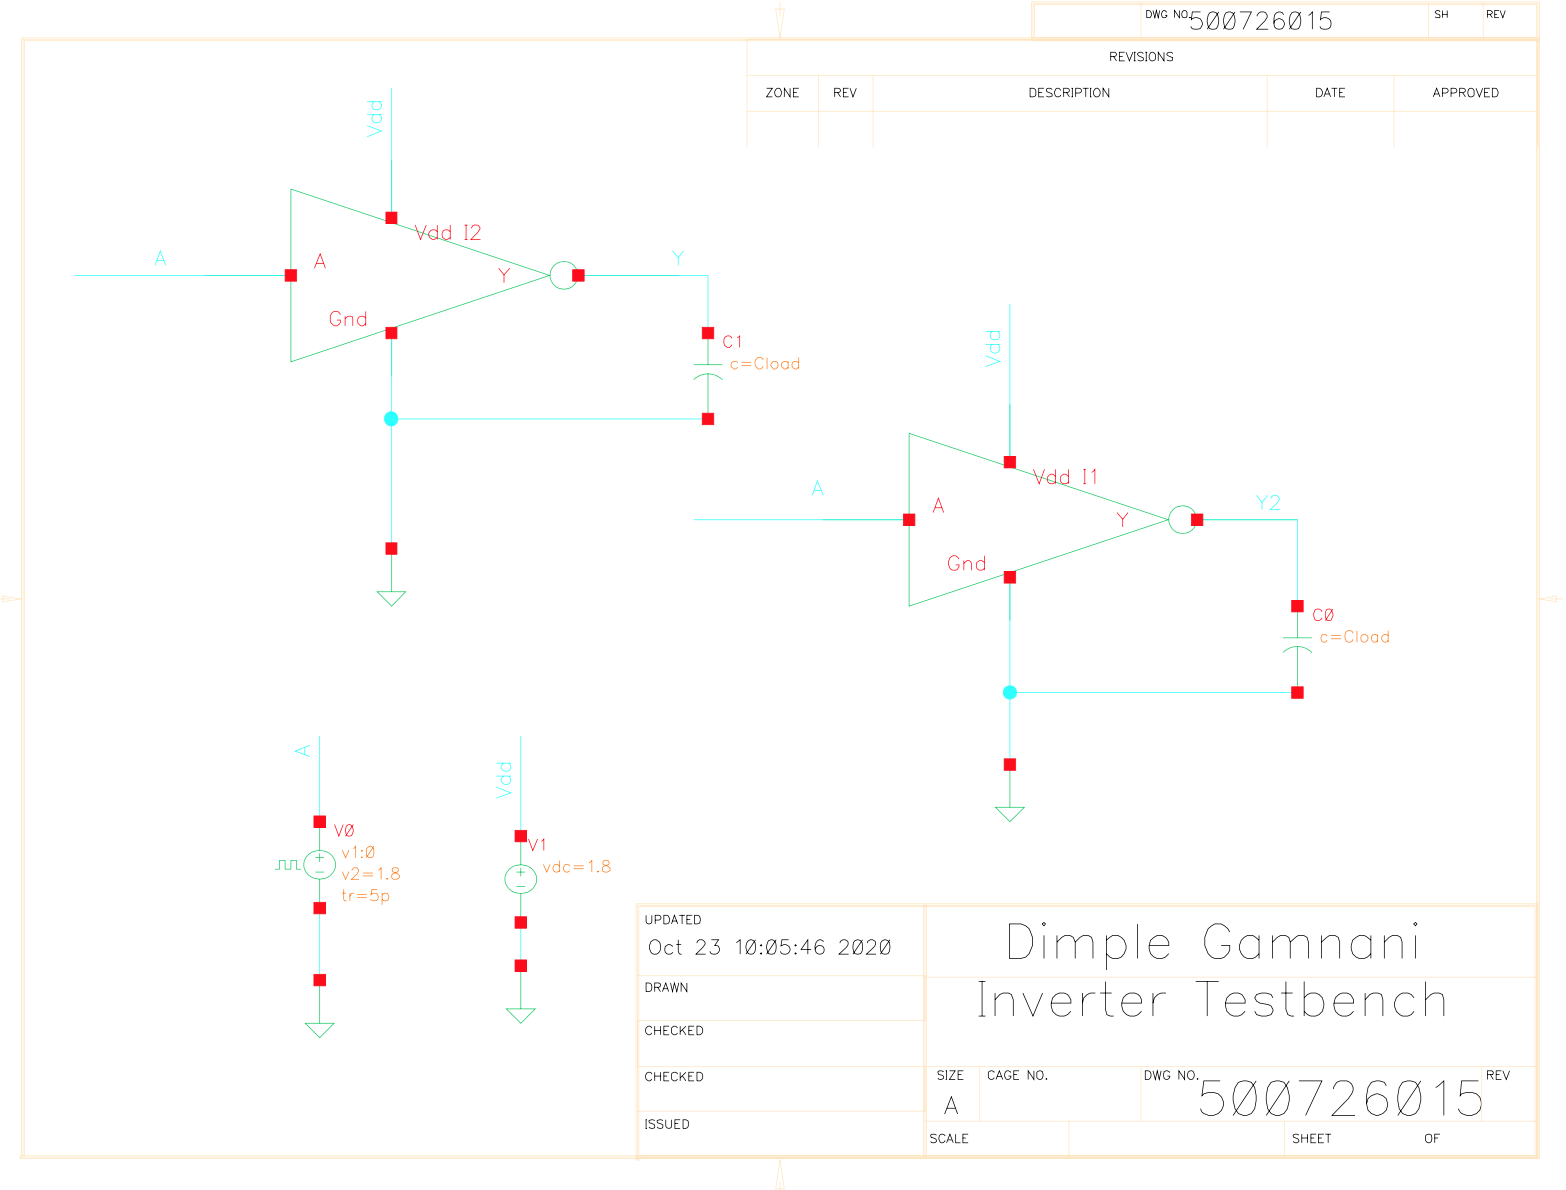 DWG NO.
500726015
SH
REV
REVISIONS
ZONE
REV
DESCRIPTION
DATE
APPROVED
Vdd
Vdd I2
A
A
Y
Y
Gnd
C1
c=Cload
Vdd
Vdd I1
A
A
Y
Y2
Gnd
C0
c=Cload
A
V0
v1:0
v2=1.8
tr=5p
Vdd
V1
vdc=1.8
UPDATED
Oct 23 10:05:46 2020
DRAWN
CHECKED
CHECKED
ISSUED
Dimple Gamnani
Inverter Testbench
SIZE
A
CAGE NO.
DWG NO.
500726015
REV
SCALE
SHEET
OF